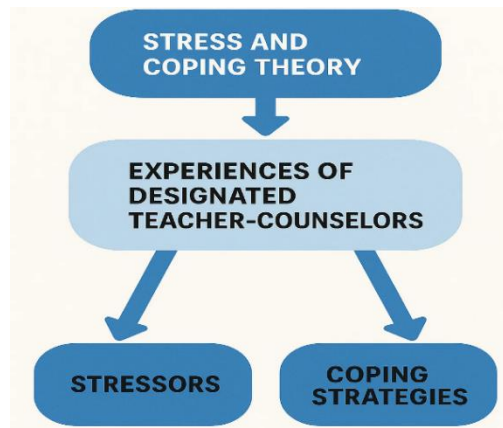 STRESS AND
COPING THEORY
EXPERIENCES OF
DESIGNATED
TEACHER-COUNSELORS
STRESSORS
COPING
STRATEGIES